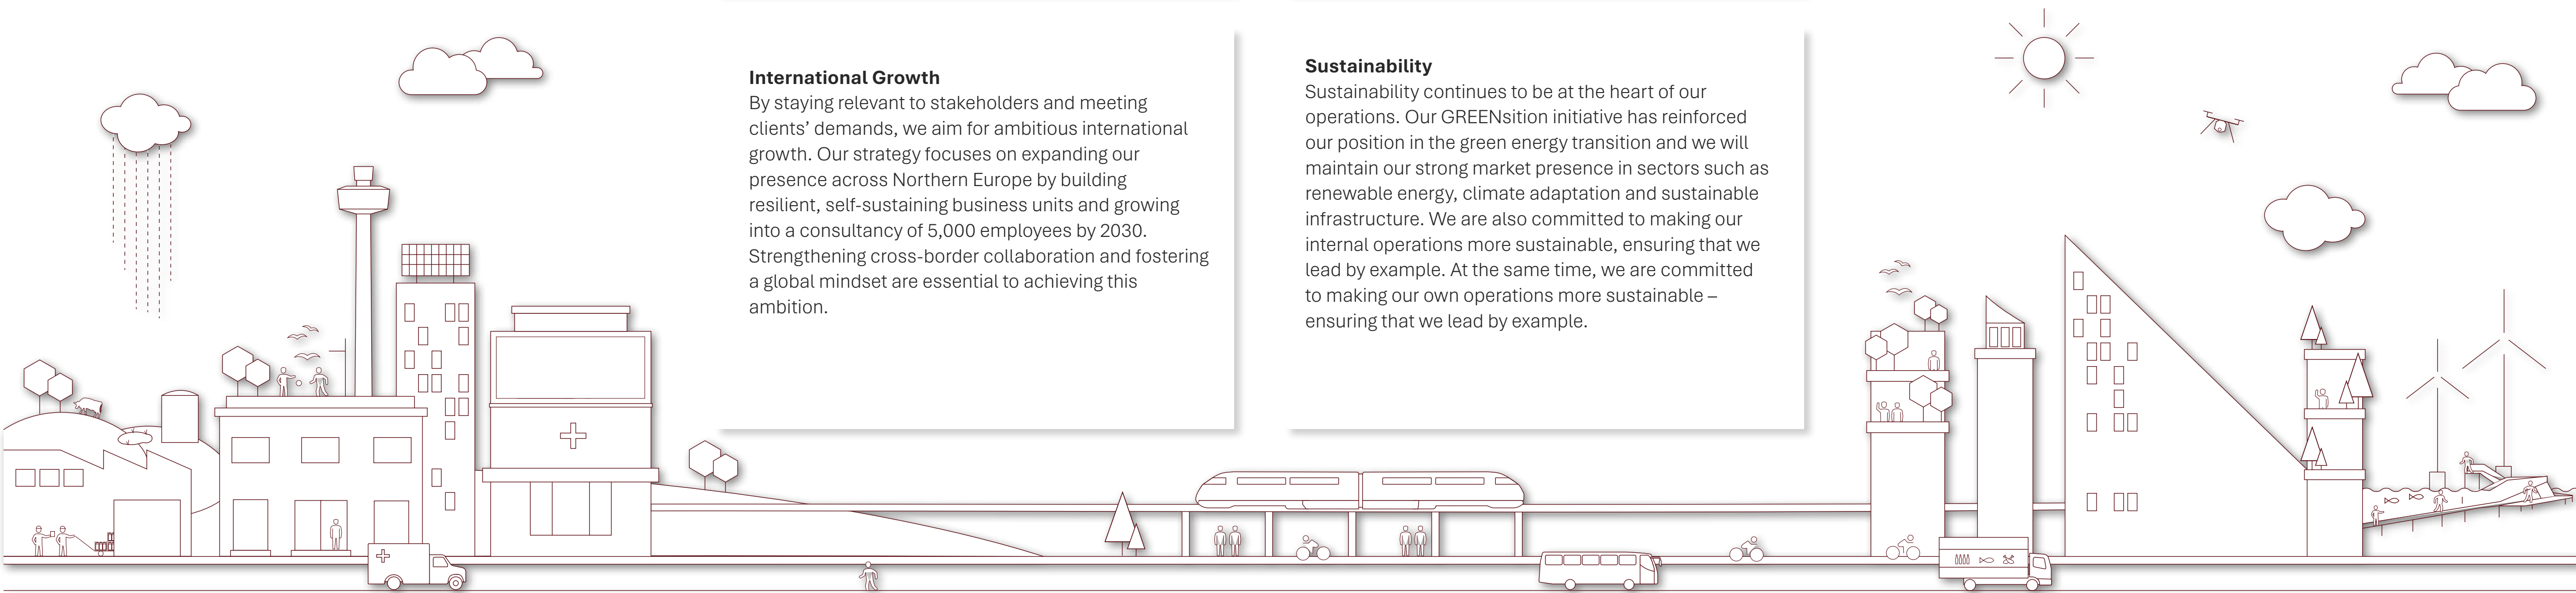 International Growth
By staying relevant to stakeholders and meeting
clients’ demands, we aim for ambitious international
growth. Our strategy focuses on expanding our
presence across Northern Europe by building
resilient, self-sustaining business units and growing
into a consultancy of 5,000 employees by 2030.
Strengthening cross-border collaboration and fostering
a global mindset are essential to achieving this
ambition.
Sustainability
Sustainability continues to be at the heart of our
operations. Our GREENsition initiative has reinforced
our position in the green energy transition and we will
maintain our strong market presence in sectors such as
renewable energy, climate adaptation and sustainable
infrastructure. We are also committed to making our
internal operations more sustainable, ensuring that we
lead by example. At the same time, we are committed
to making our own operations more sustainable –
ensuring that we lead by example.